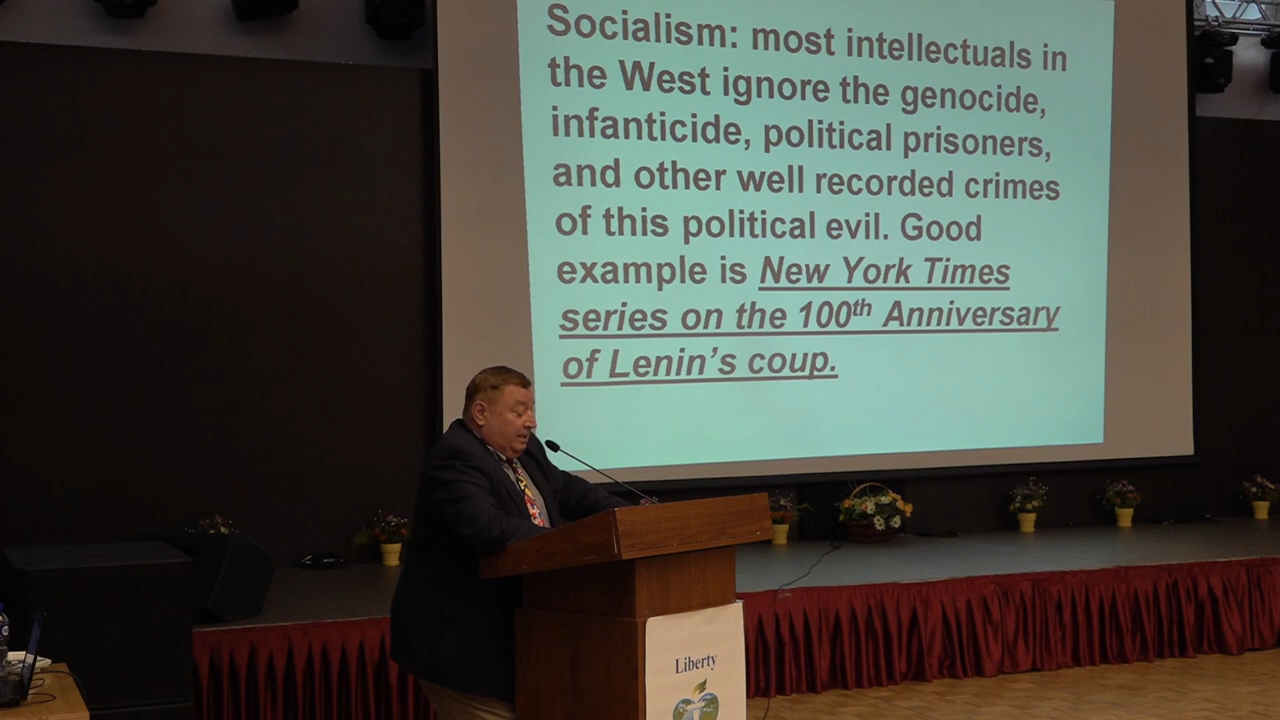 Socialism: most intellectuals in
the West ignore the genocide,
infanticide, political prisoners,
and other well recorded crimes
of this political evil. Good
example is New York Times
series on the 100th Anniversary
of Lenin's coup.
Liberty